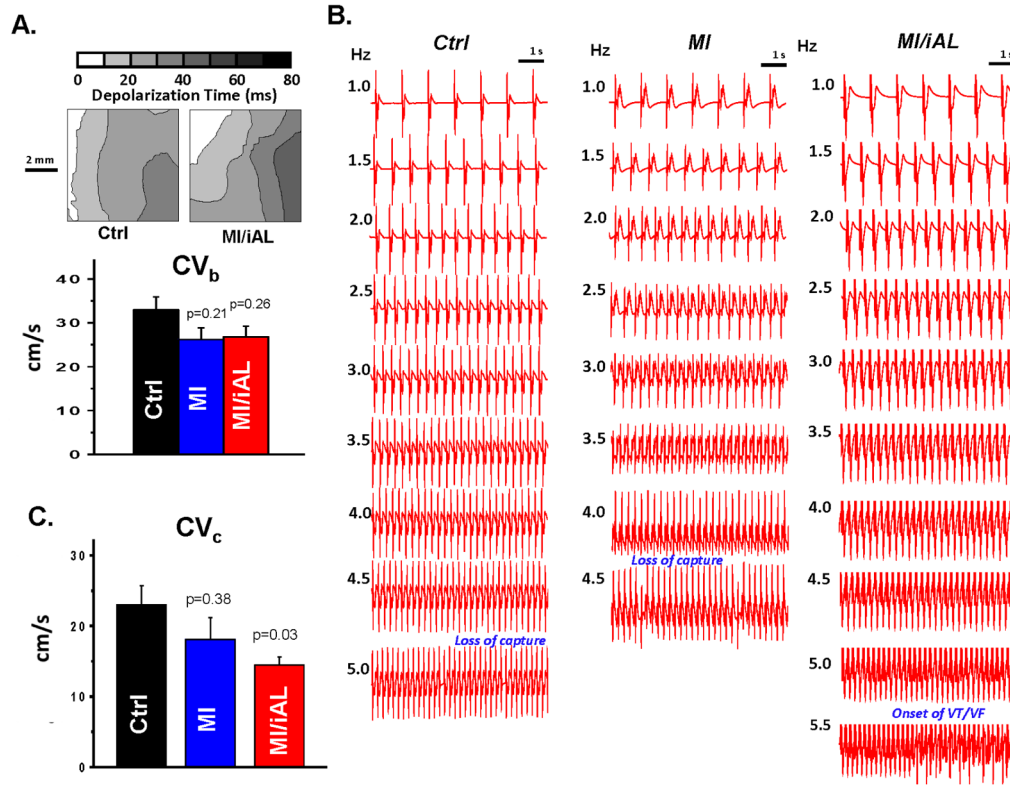 A.
0 20 40 60 80
Depolarization Time (ms)
2 mm
Ctrl
MI/iAL
CVb
cm/s
40
30
20
10
0
p=0.21
p=0.26
Ctrl
MI
MI/iAL
C.
CVc
cm/s
30
20
10
0
p=0.38
p=0.03
Ctrl
MI
MI/iAL
B.
Hz
Ctrl
1 s
1.0
1.5
2.0
2.5
3.0
3.5
4.0
4.5
Loss of capture
5.0
Hz
MI
1 s
1.0
1.5
2.0
2.5
3.0
3.5
4.0
Loss of capture
4.5
Hz
MI/iAL
1 s
1.0
1.5
2.0
2.5
3.0
3.5
4.0
4.5
5.0
Onset of VT/VF
5.5